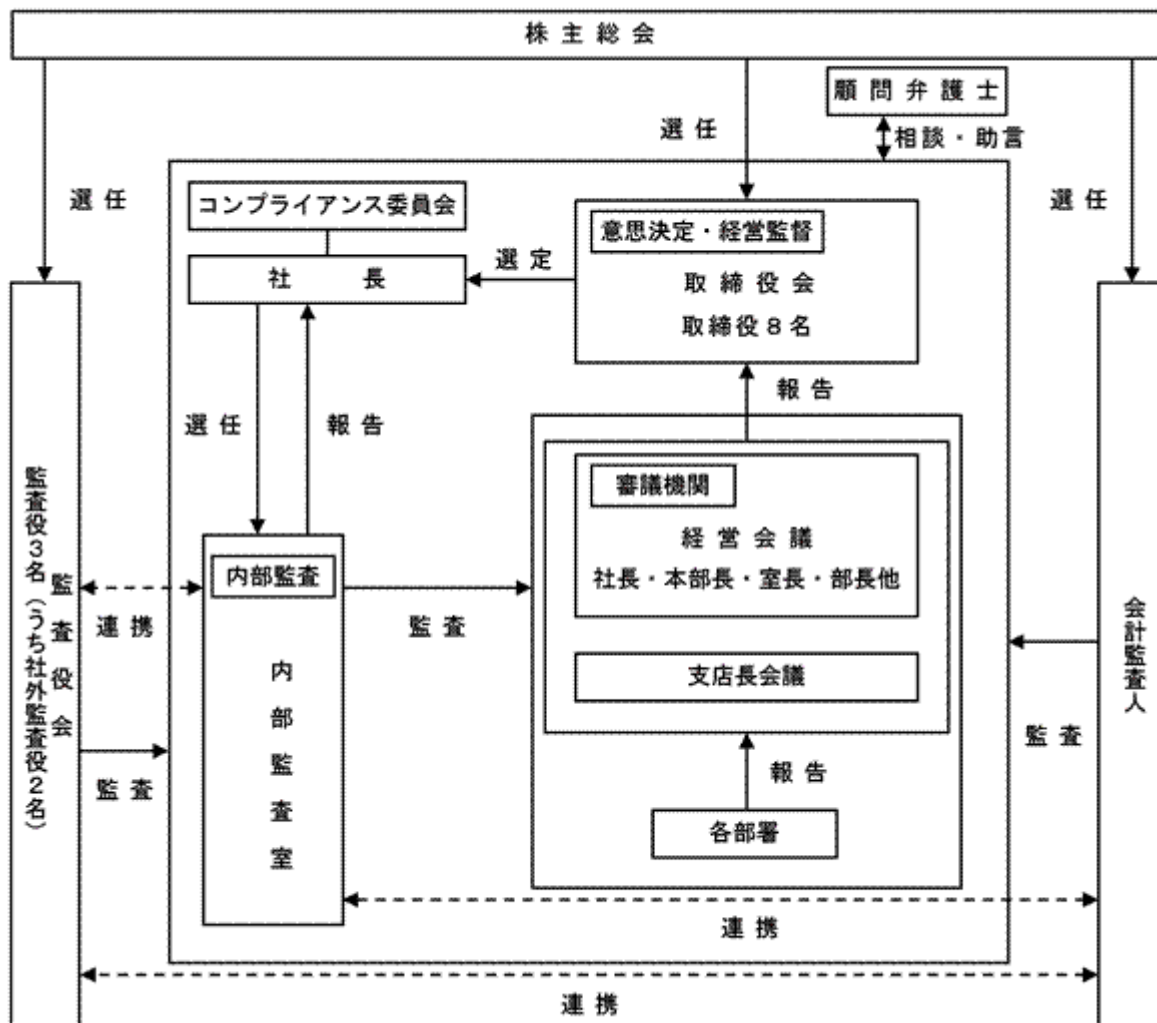 株主総会
顧問弁護士
選任
相談・助言
選任
選任
コンプライアンス委員会
意思決定・経営監督
選定
社長
取締役会
取締役8名
報告
選任
報告
審議機関
経営会議
社長・本部長・室長・部長他
監査役会
監査役3名(うち社外監査役2名)
内部監査
連携
監査
内部監査室
支店長会議
会計監査人
監査
監査
報告
各部署
連携
連携